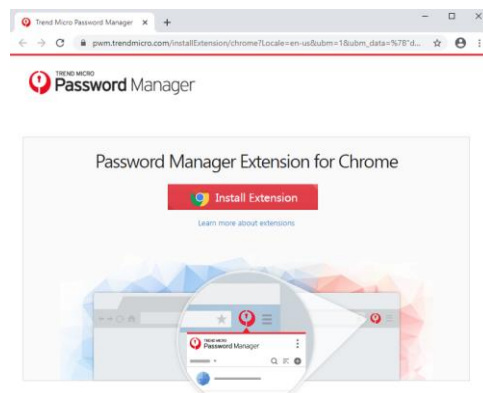 Trend Micro Password Manager
pwm.trendmicro.com/installExtension/chrome?Locale=en-us&ubm=1&ubm_data=%7B"d...
TREND MICRO
Password Manager
Password Manager Extension for Chrome
Install Extension
Learn more about extensions
TREND MICRO
Password Manager